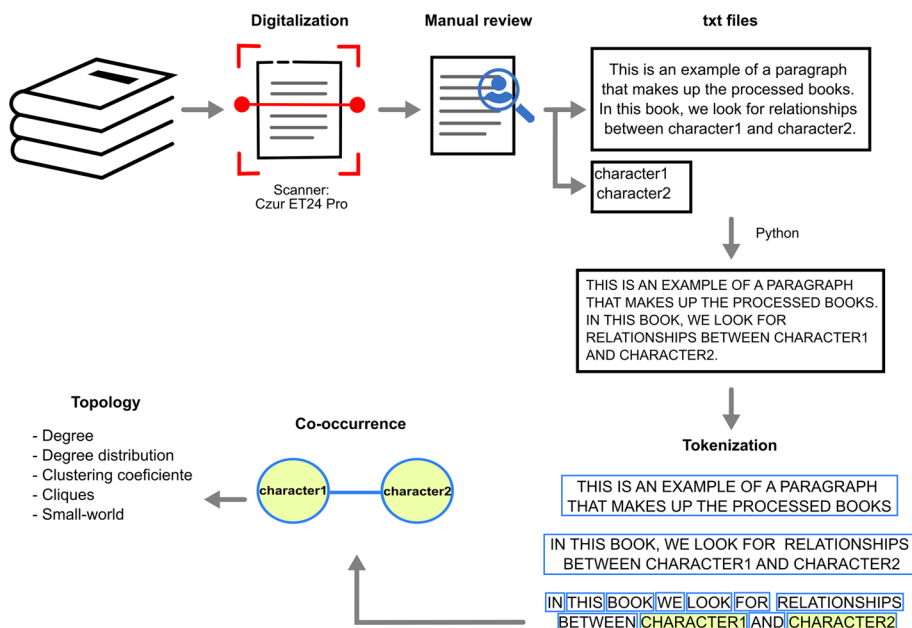 Digitalization
Manual review
txt files
This is an example of a paragraph
that makes up the processed books.
In this book, we look for relationships
between character1 and character2.
character1
character2
Scanner:
Czur ET24 Pro
Python
THIS IS AN EXAMPLE OF A PARAGRAPH
THAT MAKES UP THE PROCESSED BOOKS.
IN THIS BOOK, WE LOOK FOR
RELATIONSHIPS BETWEEN CHARACTER1
AND CHARACTER2.
Tokenization
THIS IS AN EXAMPLE OF A PARAGRAPH
THAT MAKES UP THE PROCESSED BOOKS
IN THIS BOOK, WE LOOK FOR RELATIONSHIPS
BETWEEN CHARACTER1 AND CHARACTER2
IN THIS BOOK WE LOOK FOR RELATIONSHIPS
BETWEEN CHARACTER1 AND CHARACTER2
Co-occurrence
character1
character2
Topology
- Degree
- Degree distribution
- Clustering coeficiente
- Cliques
- Small-world